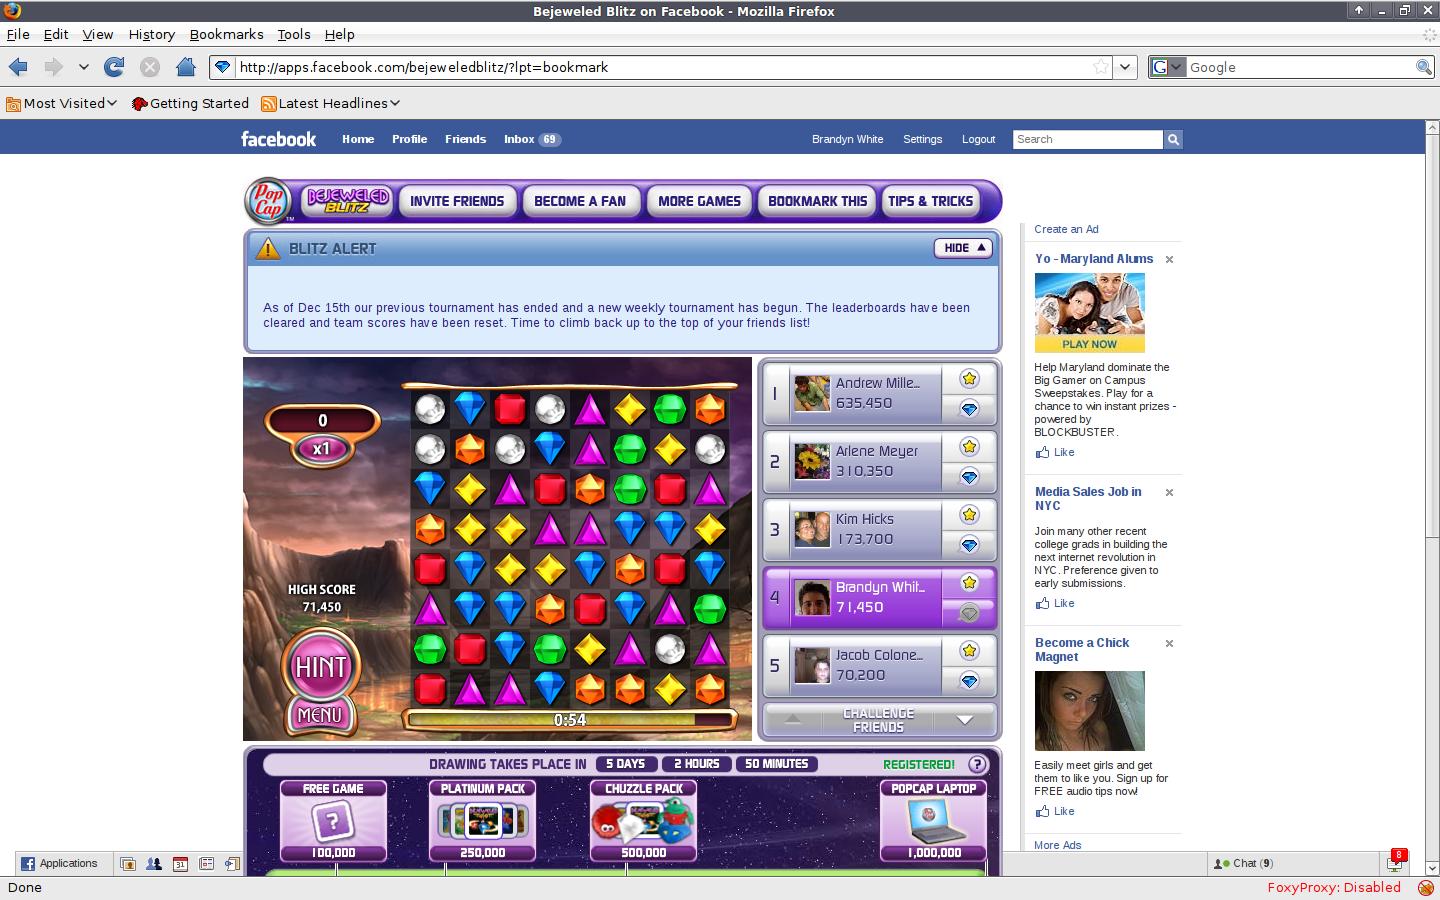 Bejeweled Blitz on Facebook - Mozilla Firefox
File Edit View History Bookmarks Tools Help
http://apps.facebook.com/bejeweledblitz/?lpt=bookmark
G Google
Most Visited Getting Started Latest Headlines
facebook Home Profile Friends Inbox 69 Brandyn White Settings Logout Search
Pop Cap TM BEJEWELED BLITZ INVITE FRIENDS BECOME A FAN MORE GAMES BOOKMARK THIS TIPS & TRICKS
BLITZ ALERT HIDE
As of Dec 15th our previous tournament has ended and a new weekly tournament has begun. The leaderboards have been
cleared and team scores have been reset. Time to climb back up to the top of your friends list!
0
x1
HIGH SCORE
71,450
HINT
MENU
0:54
1 Andrew Mille...
635,450
2 Arlene Meyer
310,350
3 Kim Hicks
173,700
4 Brandyn Whit...
71,450
5 Jacob Colone...
70,200
CHALLENGE
FRIENDS
DRAWING TAKES PLACE IN 5 DAYS 2 HOURS 50 MINUTES REGISTERED! ?
FREE GAME PLATINUM PACK CHUZZLE PACK POPCAP LAPTOP
?
100,000 250,000 500,000 1,000,000
Create an Ad
Yo - Maryland Alums
PLAY NOW
Help Maryland dominate the
Big Gamer on Campus
Sweepstakes. Play for a
chance to win instant prizes -
powered by
BLOCKBUSTER.
Like
Media Sales Job in
NYC
Join many other recent
college grads in building the
next internet revolution in
NYC. Preference given to
early submissions.
Like
Become a Chick
Magnet
Easily meet girls and get
them to like you. Sign up for
FREE audio tips now!
Like
More Ads
Applications 31 Chat (9) 8
Done FoxyProxy: Disabled